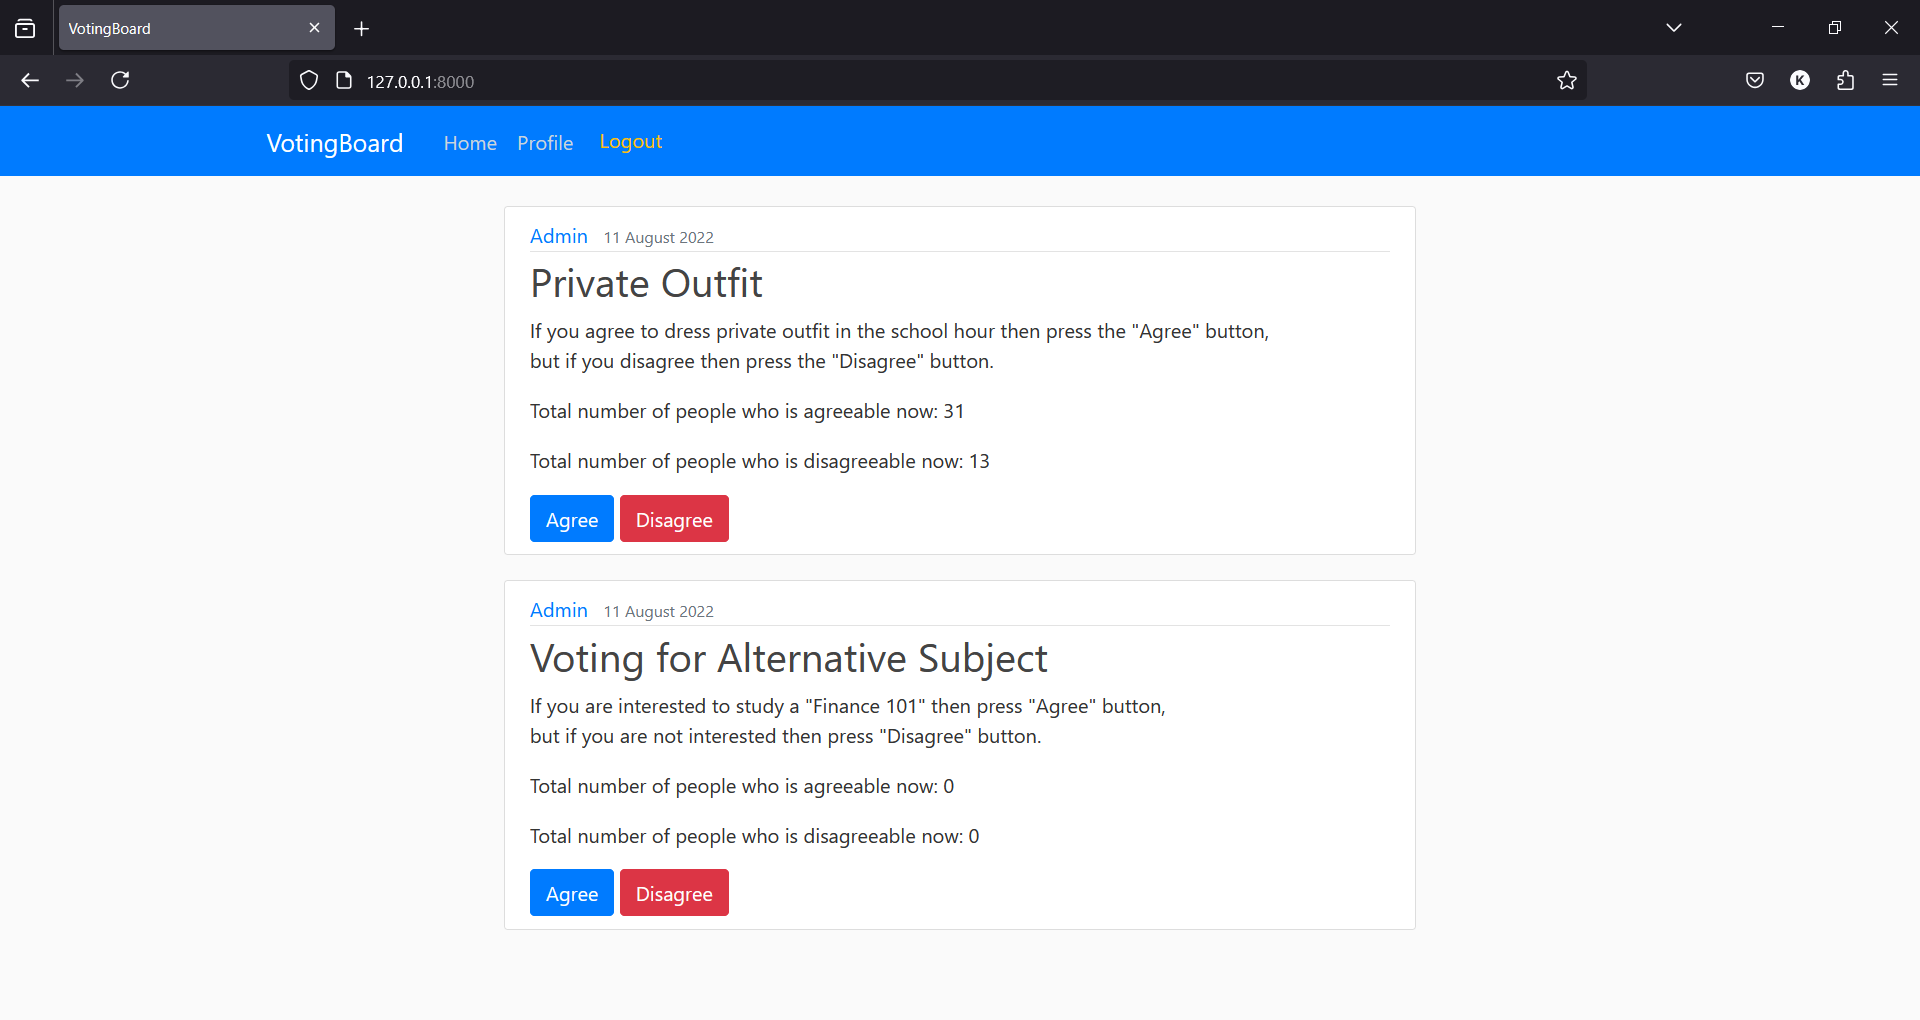 VotingBoard
127.0.0.1:8000
K
VotingBoard Home Profile Logout
Admin 11 August 2022
Private Outfit
If you agree to dress private outfit in the school hour then press the "Agree" button,
but if you disagree then press the "Disagree" button.
Total number of people who is agreeable now: 31
Total number of people who is disagreeable now: 13
Agree Disagree
Admin 11 August 2022
Voting for Alternative Subject
If you are interested to study a "Finance 101" then press "Agree" button,
but if you are not interested then press "Disagree" button.
Total number of people who is agreeable now: 0
Total number of people who is disagreeable now: 0
Agree Disagree